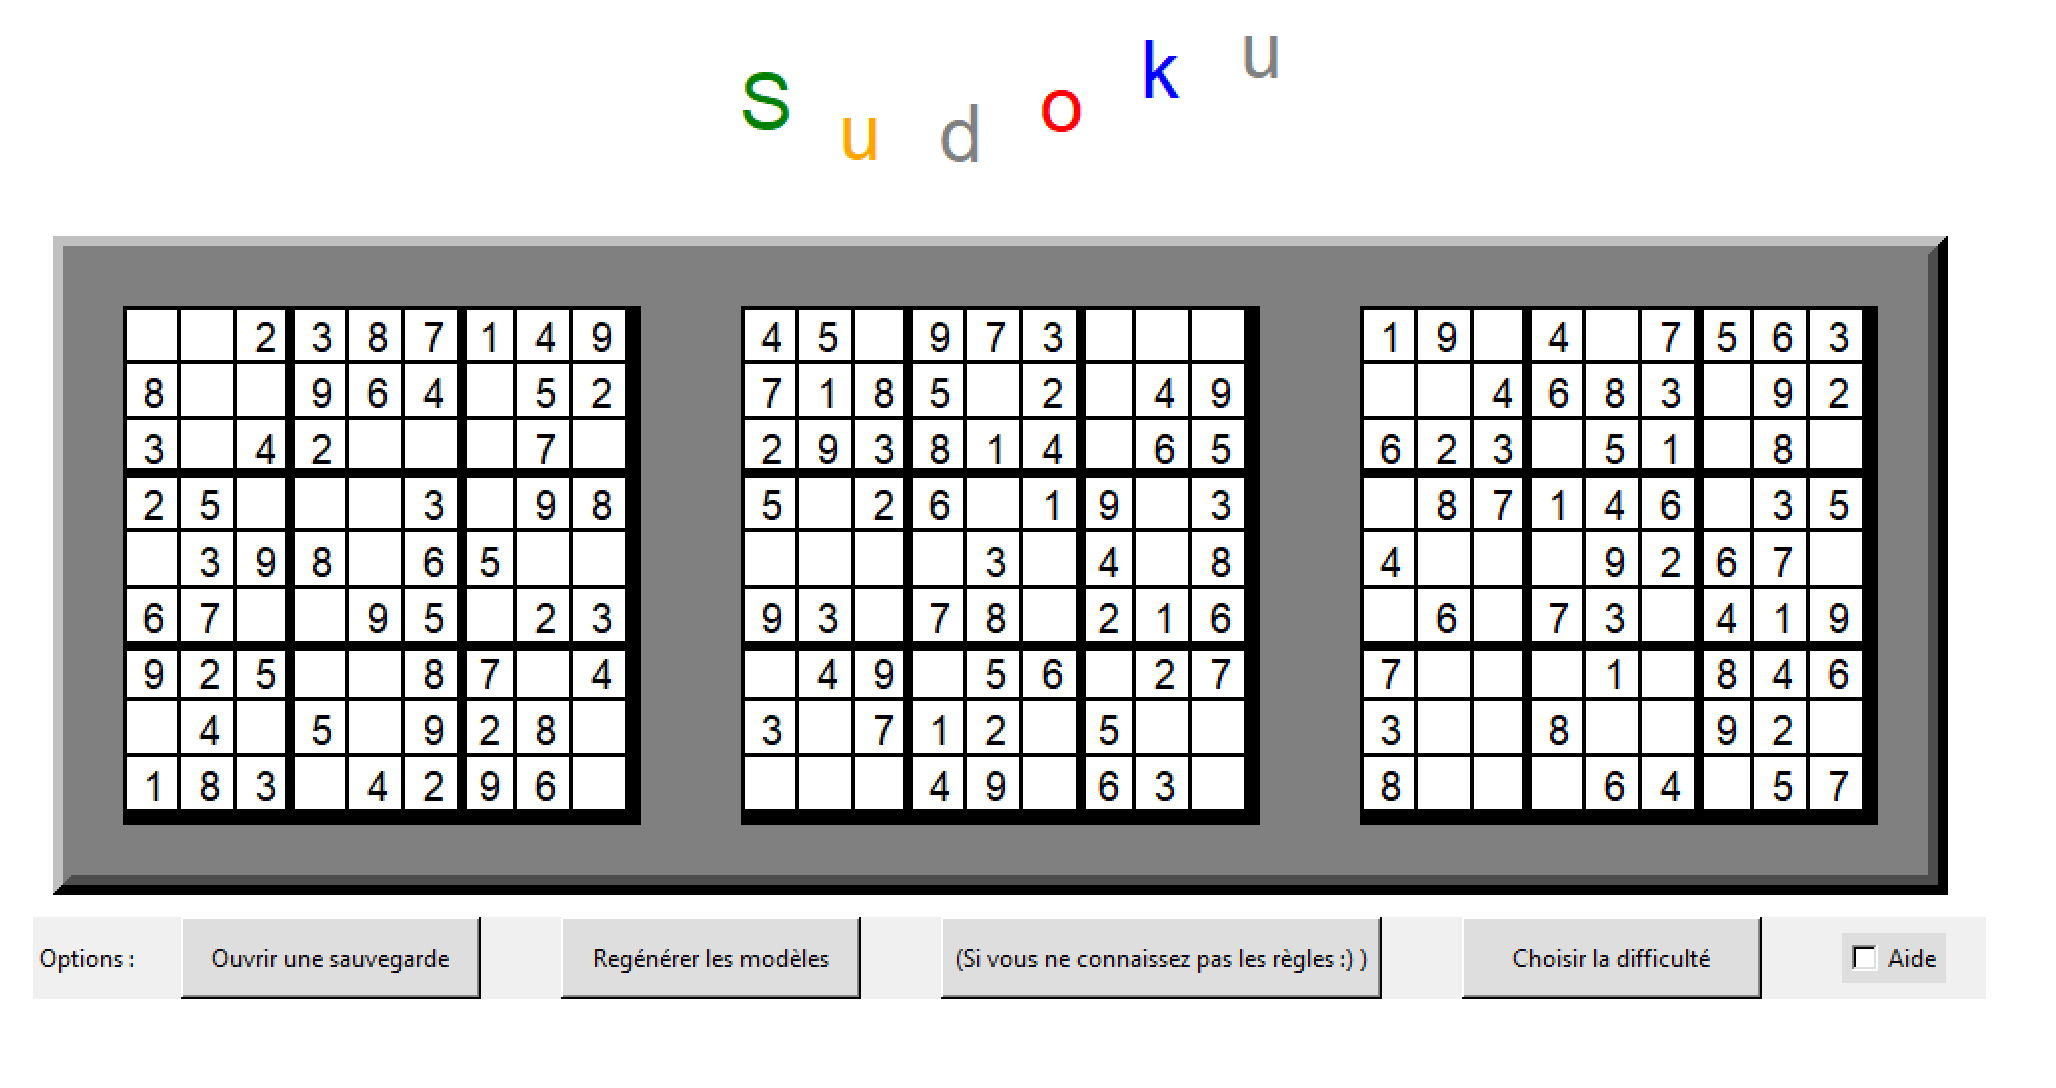 Sudoku
2 3 8 7 1 4 9
8 9 6 4 5 2
3 4 2 7
2 5 3 9 8
3 9 8 6 5
6 7 9 5 2 3
9 2 5 8 7 4
4 5 9 2 8
1 8 3 4 2 9 6
4 5 9 7 3
7 1 8 5 2 4 9
2 9 3 8 1 4 6 5
5 2 6 1 9 3
3 4 8
9 3 7 8 2 1 6
4 9 5 6 2 7
3 7 1 2 5
4 9 6 3
1 9 4 7 5 6 3
4 6 8 3 9 2
6 2 3 5 1 8
8 7 1 4 6 3 5
4 9 2 6 7
6 7 3 4 1 9
7 1 8 4 6
3 8 9 2
8 6 4 5 7
Options : Ouvrir une sauvegarde Regénérer les modèles (Si vous ne connaissez pas les règles :) ) Choisir la difficulté Aide